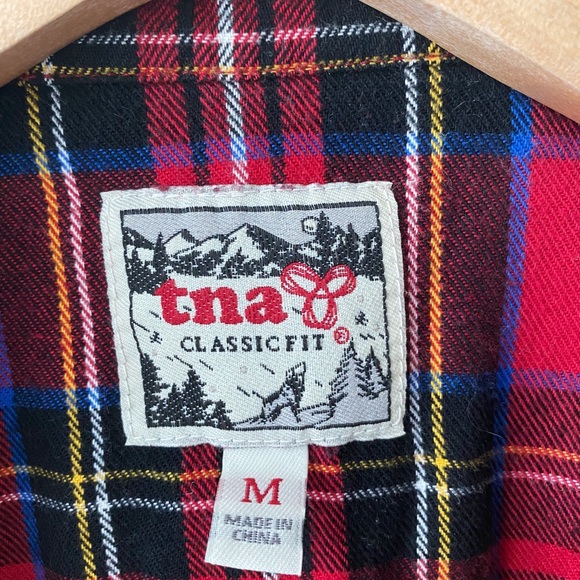 tna ®
CLASSIC FIT
M
MADE IN
CHINA